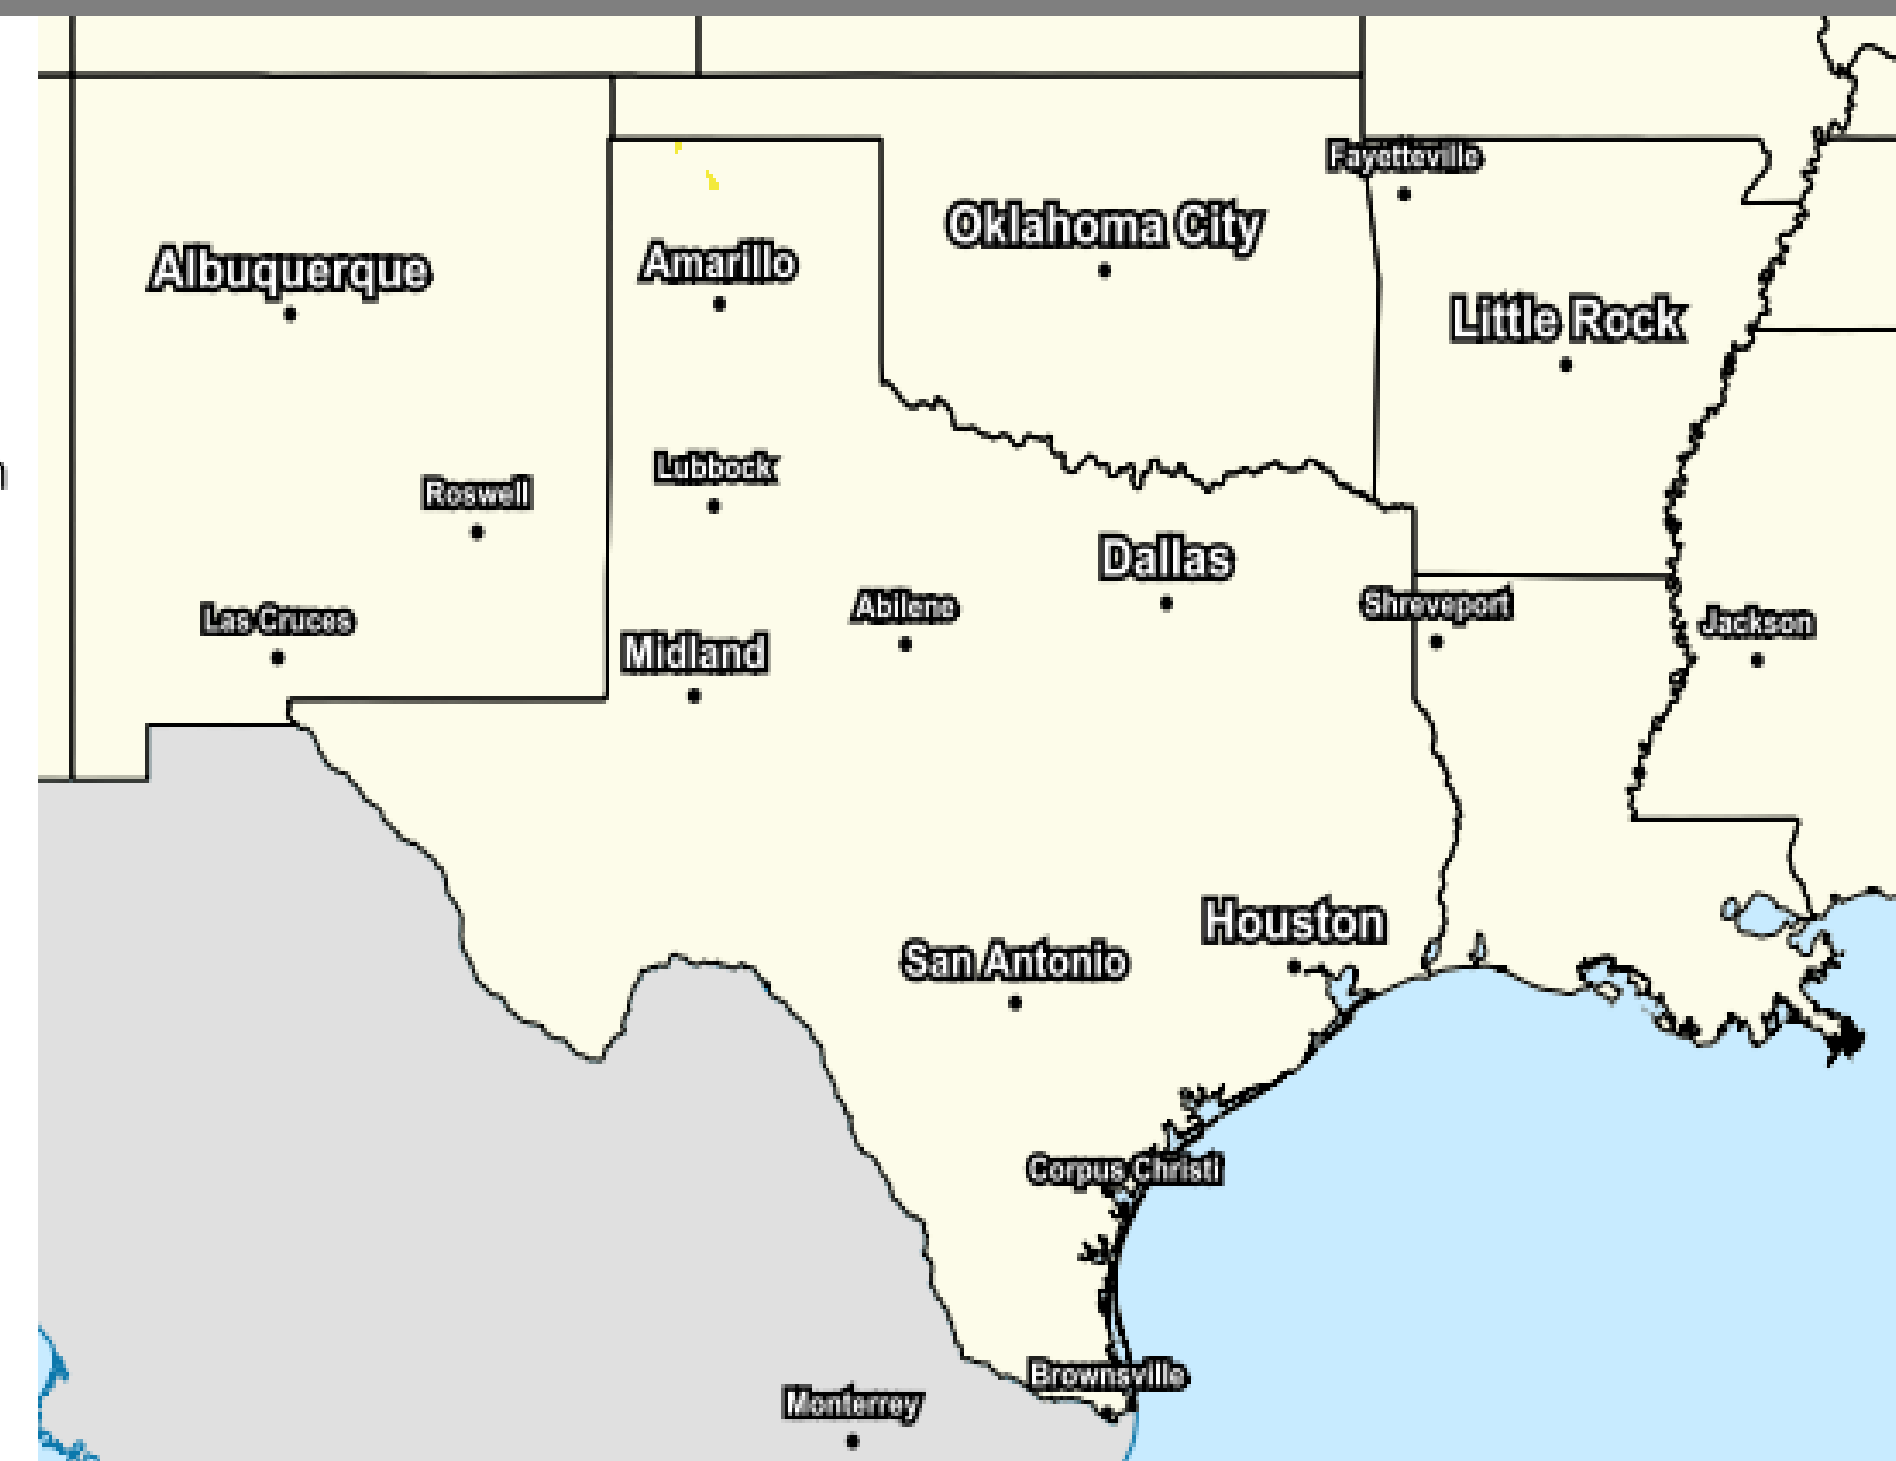 Fayetteville
Oklahoma City
Albuquerque
Amarillo
Little Rock
Lubbock
Roswell
Dallas
Abilene
Shreveport
Las Cruces
Jackson
Midland
Houston
San Antonio
Corpus Christi
Brownsville
Monterrey